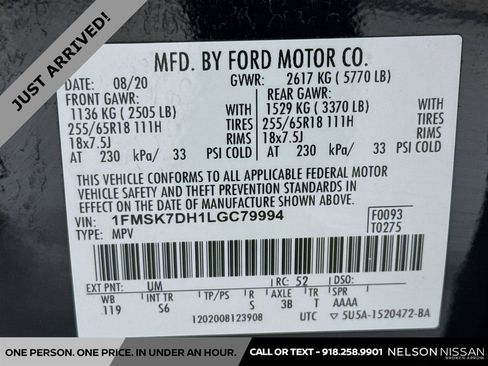 JUST ARRIVED!
MFD. BY FORD MOTOR CO.
DATE: 08/20 GVWR: 2617 KG ( 5770 LB)
FRONT GAWR: REAR GAWR:
1136 KG ( 2505 LB) WITH 1529 KG ( 3370 LB) WITH
255/65R18 111H TIRES 255/65R18 111H TIRES
18x7.5J RIMS 18x7.5J RIMS
AT 230 kPa/ 33 PSI COLD AT 230 kPa/ 33 PSI COLD
THIS VEHICLE CONFORMS TO ALL APPLICABLE FEDERAL MOTOR
VEHICLE SAFETY AND THEFT PREVENTION STANDARDS IN
EFFECT ON THE DATE OF MANUFACTURE SHOWN ABOVE.
VIN: 1FMSK7DH1LGC79994 F0093
TYPE: MPV T0275
EXT PNT: UM RC: 52 DSO:
WB INT TR TP/PS R AXLE TR SPR
119 S6 S 3B T AAAA
1202008123908 UTC ▽ 5U5A-1520472-BA
ONE PERSON. ONE PRICE. IN UNDER ONE HOUR. CALL OR TEXT - 918.258.9901 NELSON NISSAN
BROKEN ARROW